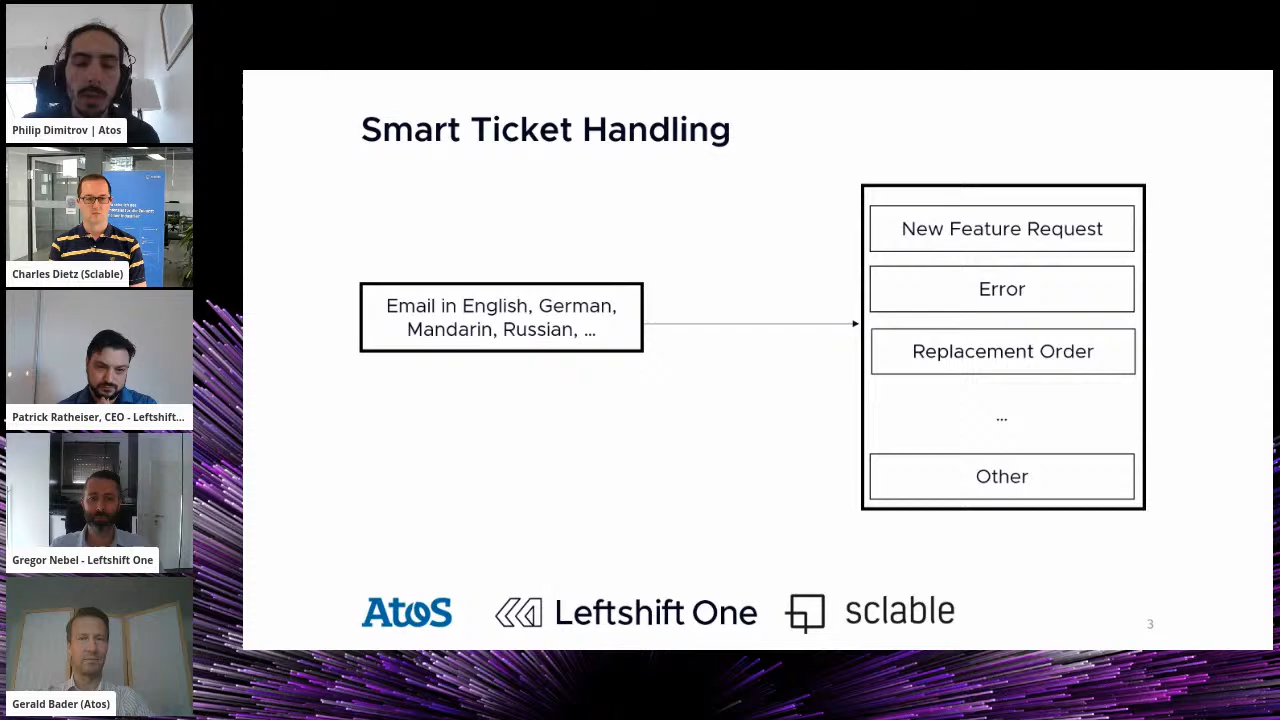 Philip Dimitrov | Atos
Charles Dietz (Sclable)
Patrick Ratheiser, CEO - Leftshift...
Gregor Nebel - Leftshift One
Gerald Bader (Atos)
Smart Ticket Handling
Email in English, German,
Mandarin, Russian, ...
New Feature Request
Error
Replacement Order
...
Other
Atos
Leftshift One
sclable
3